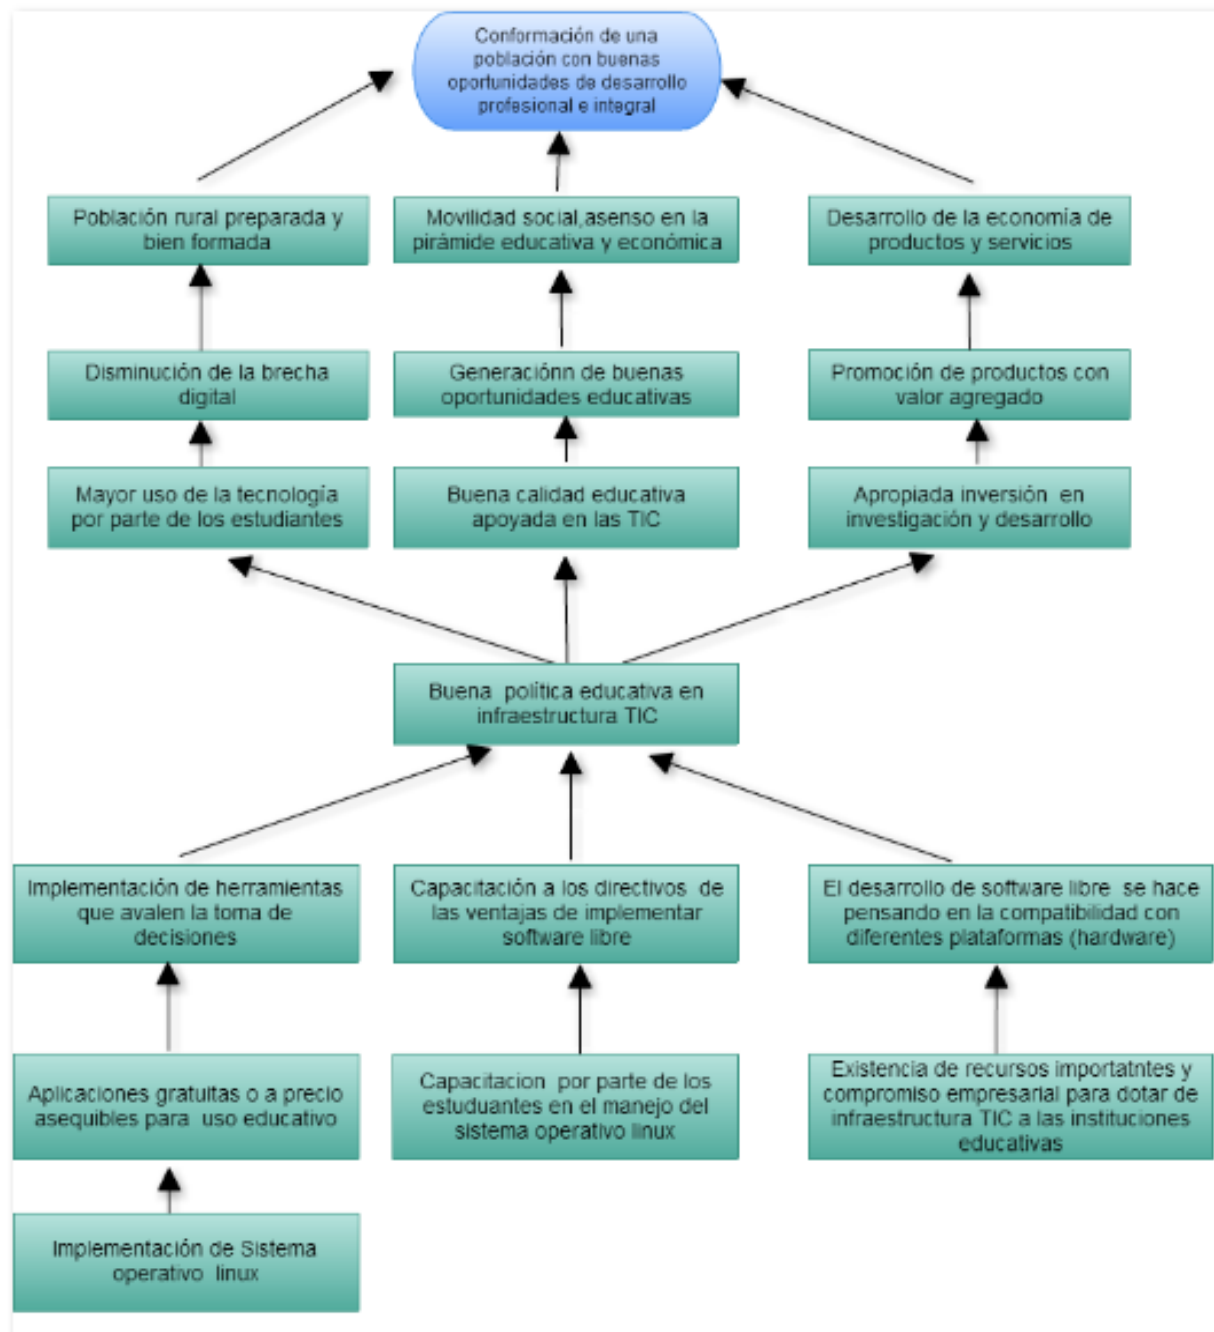 Conformación de una
población con buenas
oportunidades de desarrollo
profesional e integral
Población rural preparada y
bien formada
Movilidad social,asenso en la
pirámide educativa y económica
Desarrollo de la economía de
productos y servicios
Disminución de la brecha
digital
Generaciónn de buenas
oportunidades educativas
Promoción de productos con
valor agregado
Mayor uso de la tecnología
por parte de los estudiantes
Buena calidad educativa
apoyada en las TIC
Apropiada inversión en
investigación y desarrollo
Buena política educativa en
infraestructura TIC
Implementación de herramientas
que avalen la toma de
decisiones
Capacitación a los directivos de
las ventajas de implementar
software libre
El desarrollo de software libre se hace
pensando en la compatibilidad con
diferentes plataformas (hardware)
Aplicaciones gratuitas o a precio
asequibles para uso educativo
Capacitacion por parte de los
estuduantes en el manejo del
sistema operativo linux
Existencia de recursos importatntes y
compromiso empresarial para dotar de
infraestructura TIC a las instituciones
educativas
Implementación de Sistema
operativo linux